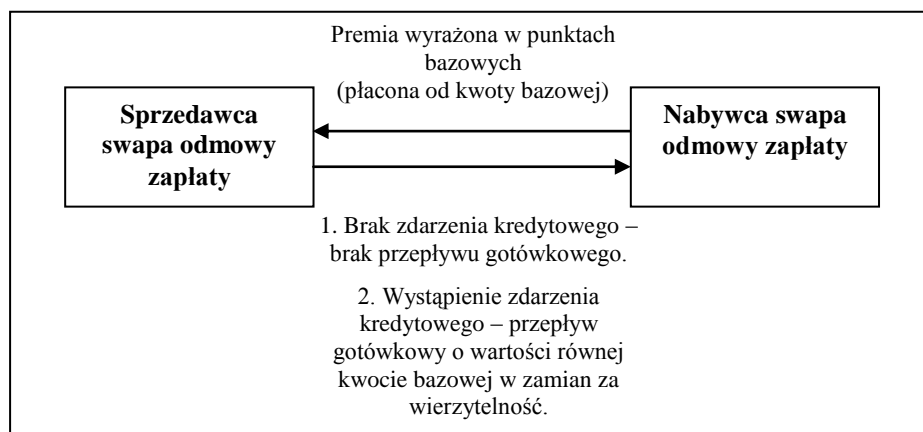 Premia wyrażona w punktach
bazowych
(płacona od kwoty bazowej)
Sprzedawca
swapa odmowy
zapłaty
Nabywca swapa
odmowy zapłaty
1. Brak zdarzenia kredytowego –
brak przepływu gotówkowego.
2. Wystąpienie zdarzenia
kredytowego – przepływ
gotówkowy o wartości równej
kwocie bazowej w zamian za
wierzytelność.